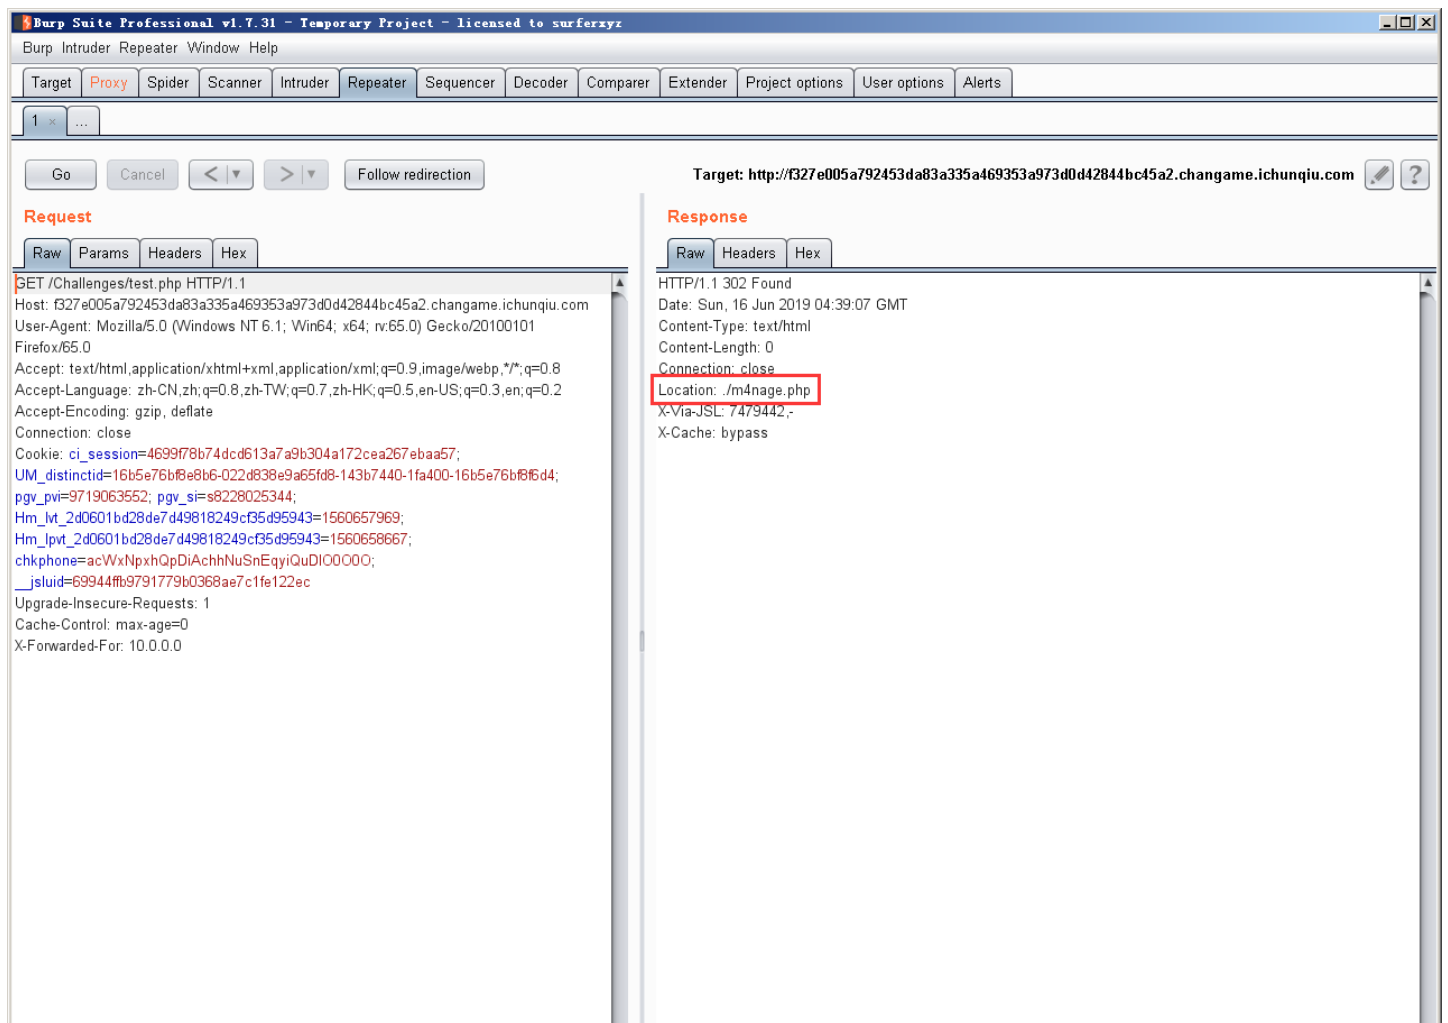 Burp Suite Professional v1.7.31 - Temporary Project - licensed to surferxyz
Burp Intruder Repeater Window Help
Target Proxy Spider Scanner Intruder Repeater Sequencer Decoder Comparer Extender Project options User options Alerts
1 × ...
Go Cancel < ▼ > ▼ Follow redirection Target: http://f327e005a792453da83a335a469353a973d0d42844bc45a2.changame.ichunqiu.com ?
Request
Raw Params Headers Hex
GET /Challenges/test.php HTTP/1.1
Host: f327e005a792453da83a335a469353a973d0d42844bc45a2.changame.ichunqiu.com
User-Agent: Mozilla/5.0 (Windows NT 6.1; Win64; x64; rv:65.0) Gecko/20100101
Firefox/65.0
Accept: text/html,application/xhtml+xml,application/xml;q=0.9,image/webp,*/*;q=0.8
Accept-Language: zh-CN,zh;q=0.8,zh-TW;q=0.7,zh-HK;q=0.5,en-US;q=0.3,en;q=0.2
Accept-Encoding: gzip, deflate
Connection: close
Cookie: ci_session=4699f78b74dcd613a7a9b304a172cea267ebaa57;
UM_distinctid=16b5e76bf8e8b6-022d838e9a65fd8-143b7440-1fa400-16b5e76bf8f6d4;
pgv_pvi=9719063552; pgv_si=s8228025344;
Hm_lvt_2d0601bd28de7d49818249cf35d95943=1560657969;
Hm_lpvt_2d0601bd28de7d49818249cf35d95943=1560658667;
chkphone=acWxNpxhQpDiAchhNuSnEqyiQuDIO0O0O;
__jsluid=69944ffb9791779b0368ae7c1fe122ec
Upgrade-Insecure-Requests: 1
Cache-Control: max-age=0
X-Forwarded-For: 10.0.0.0
Response
Raw Headers Hex
HTTP/1.1 302 Found
Date: Sun, 16 Jun 2019 04:39:07 GMT
Content-Type: text/html
Content-Length: 0
Connection: close
Location: ./m4nage.php
X-Via-JSL: 7479442,-
X-Cache: bypass